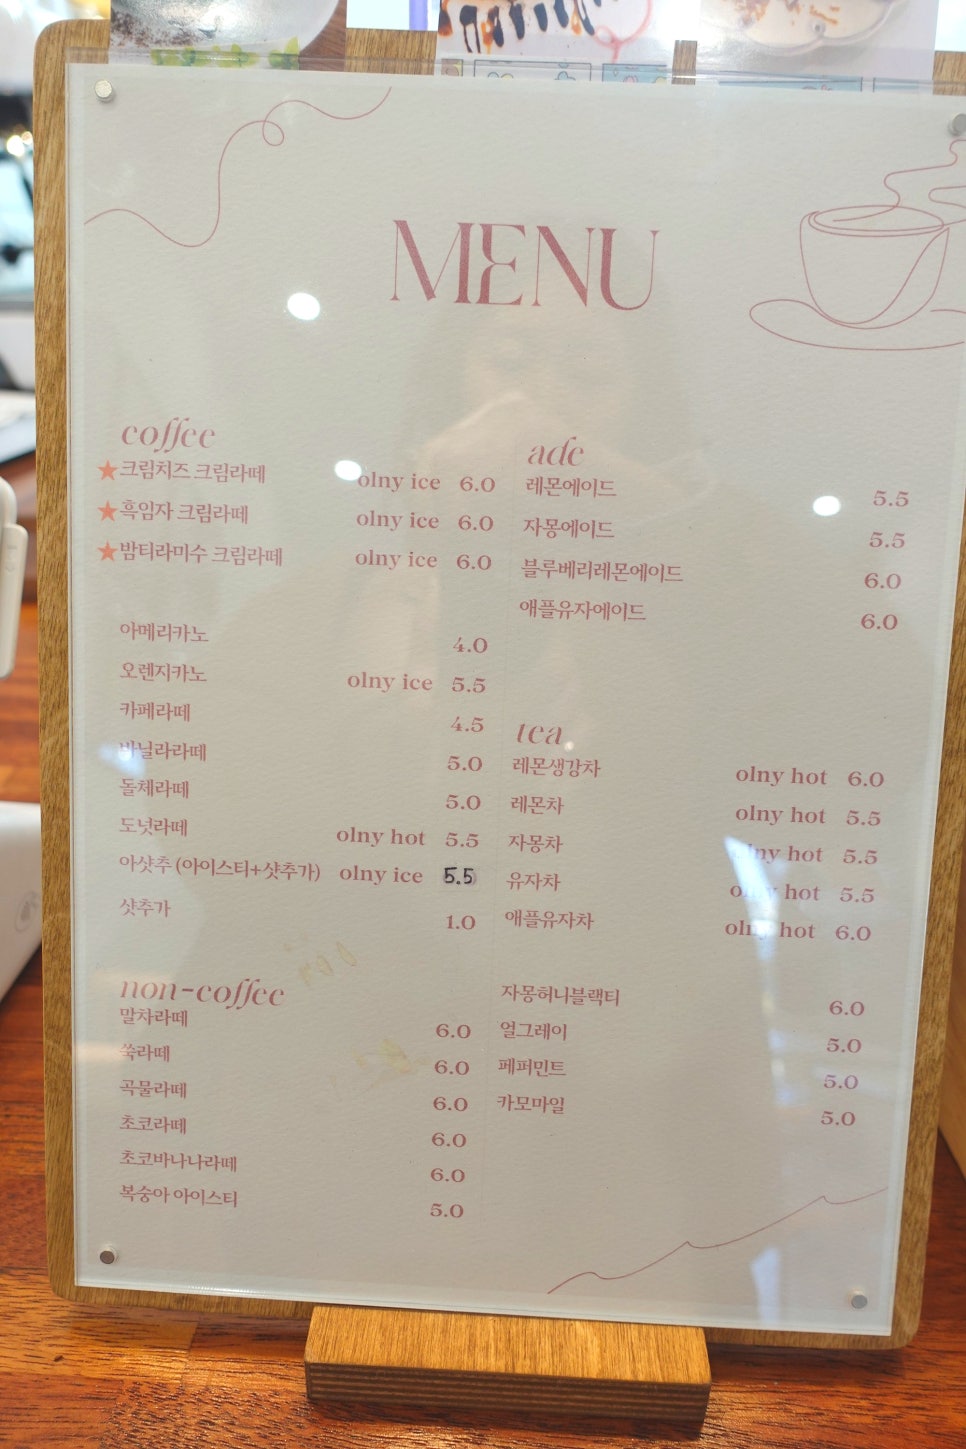 MENU
coffee
★크림치즈 크림라떼 olny ice 6.0
★흑임자 크림라떼 olny ice 6.0
★밤티라미수 크림라떼 olny ice 6.0
아메리카노 4.0
오렌지카노 olny ice 5.5
카페라떼 4.5
바닐라라떼 5.0
돌체라떼 5.0
도넛라떼 olny hot 5.5
아샷추 (아이스티+샷추가) olny ice 5.5
샷추가 1.0
non-coffee
말차라떼 6.0
쑥라떼 6.0
곡물라떼 6.0
초코라떼 6.0
초코바나나라떼 6.0
복숭아 아이스티 5.0
ade
레몬에이드 5.5
자몽에이드 5.5
블루베리레몬에이드 6.0
애플유자에이드 6.0
tea
레몬생강차 olny hot 6.0
레몬차 olny hot 5.5
자몽차 olny hot 5.5
유자차 olny hot 5.5
애플유자차 olny hot 6.0
자몽허니블랙티 6.0
얼그레이 5.0
페퍼민트 5.0
카모마일 5.0